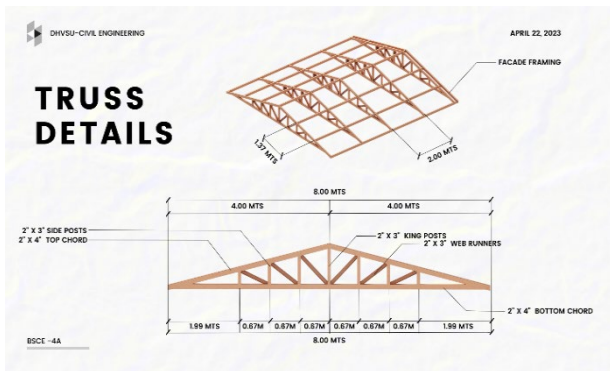 DHVSU-CIVIL ENGINEERING
APRIL 22, 2023
FACADE FRAMING
TRUSS
DETAILS
1.37 MTS
2.00 MTS
8.00 MTS
4.00 MTS
4.00 MTS
2" X 3" SIDE POSTS
2" X 4" TOP CHORD
2" X 3" KING POSTS
2" X 3" WEB RUNNERS
2" X 4" BOTTOM CHORD
1.99 MTS
0.67M
0.67M
0.67M
0.67M
0.67M
0.67M
1.99 MTS
8.00 MTS
BSCE -4A